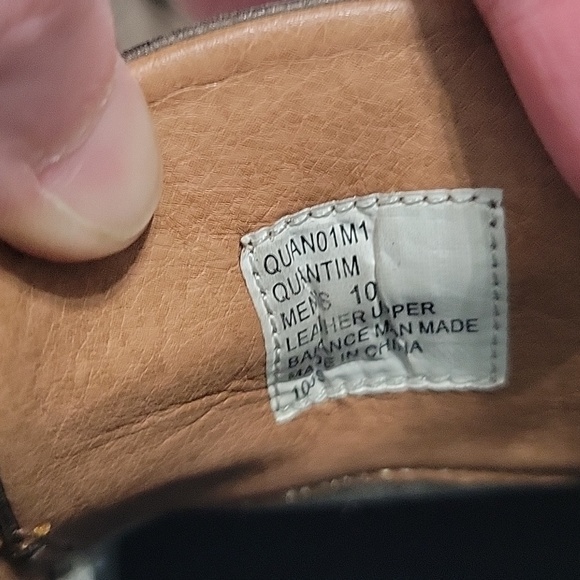 QUAN01M1
QUANTIM
MENS 10
LEATHER UPPER
BALANCE MAN MADE
MADE IN CHINA